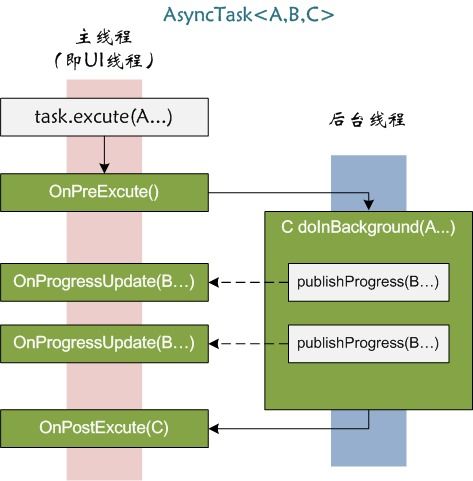 AsyncTask<A,B,C>
主线程
（即UI线程）
task.excute(A...)
后台线程
OnPreExcute()
C doInBackground(A...)
OnProgressUpdate(B…)
publishProgress(B…)
OnProgressUpdate(B…)
publishProgress(B…)
OnPostExcute(C)